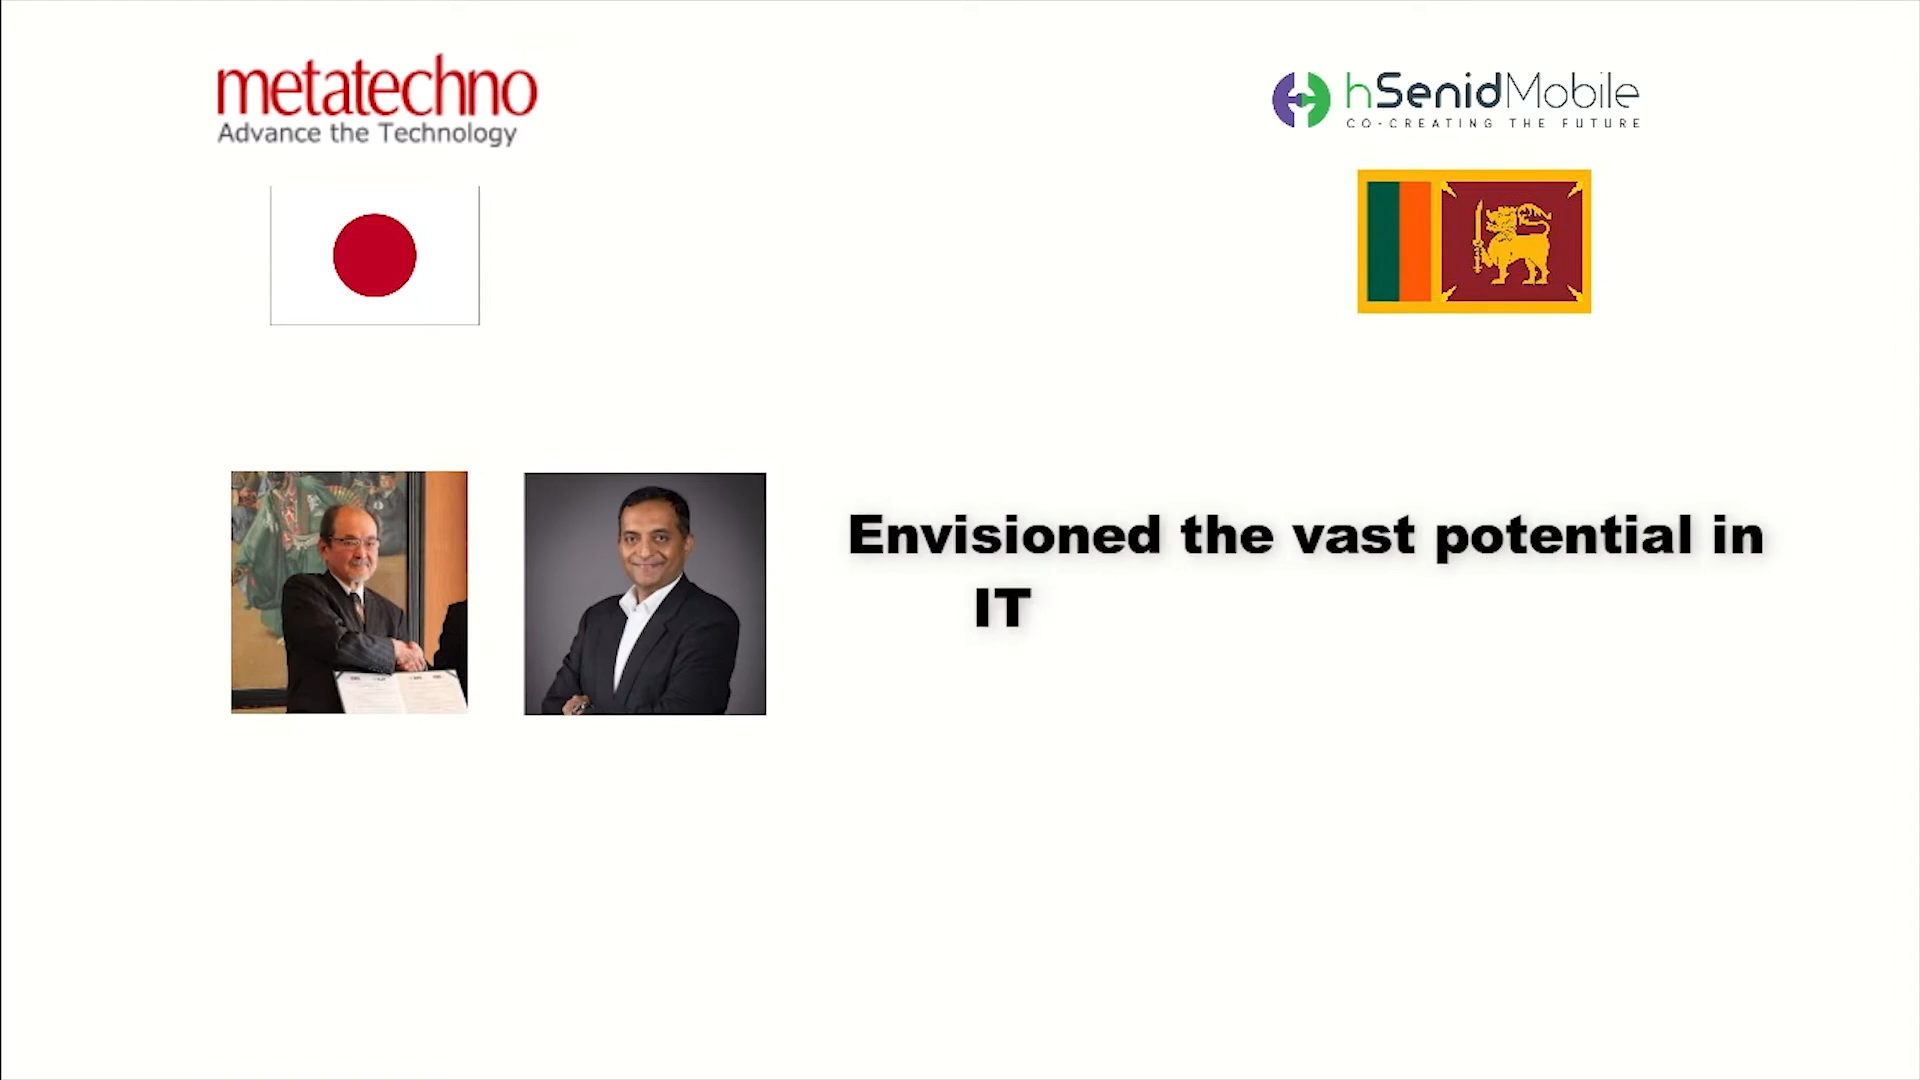 metatechno
Advance the Technology
hSenidMobile
CO-CREATING THE FUTURE
Envisioned the vast potential in
IT